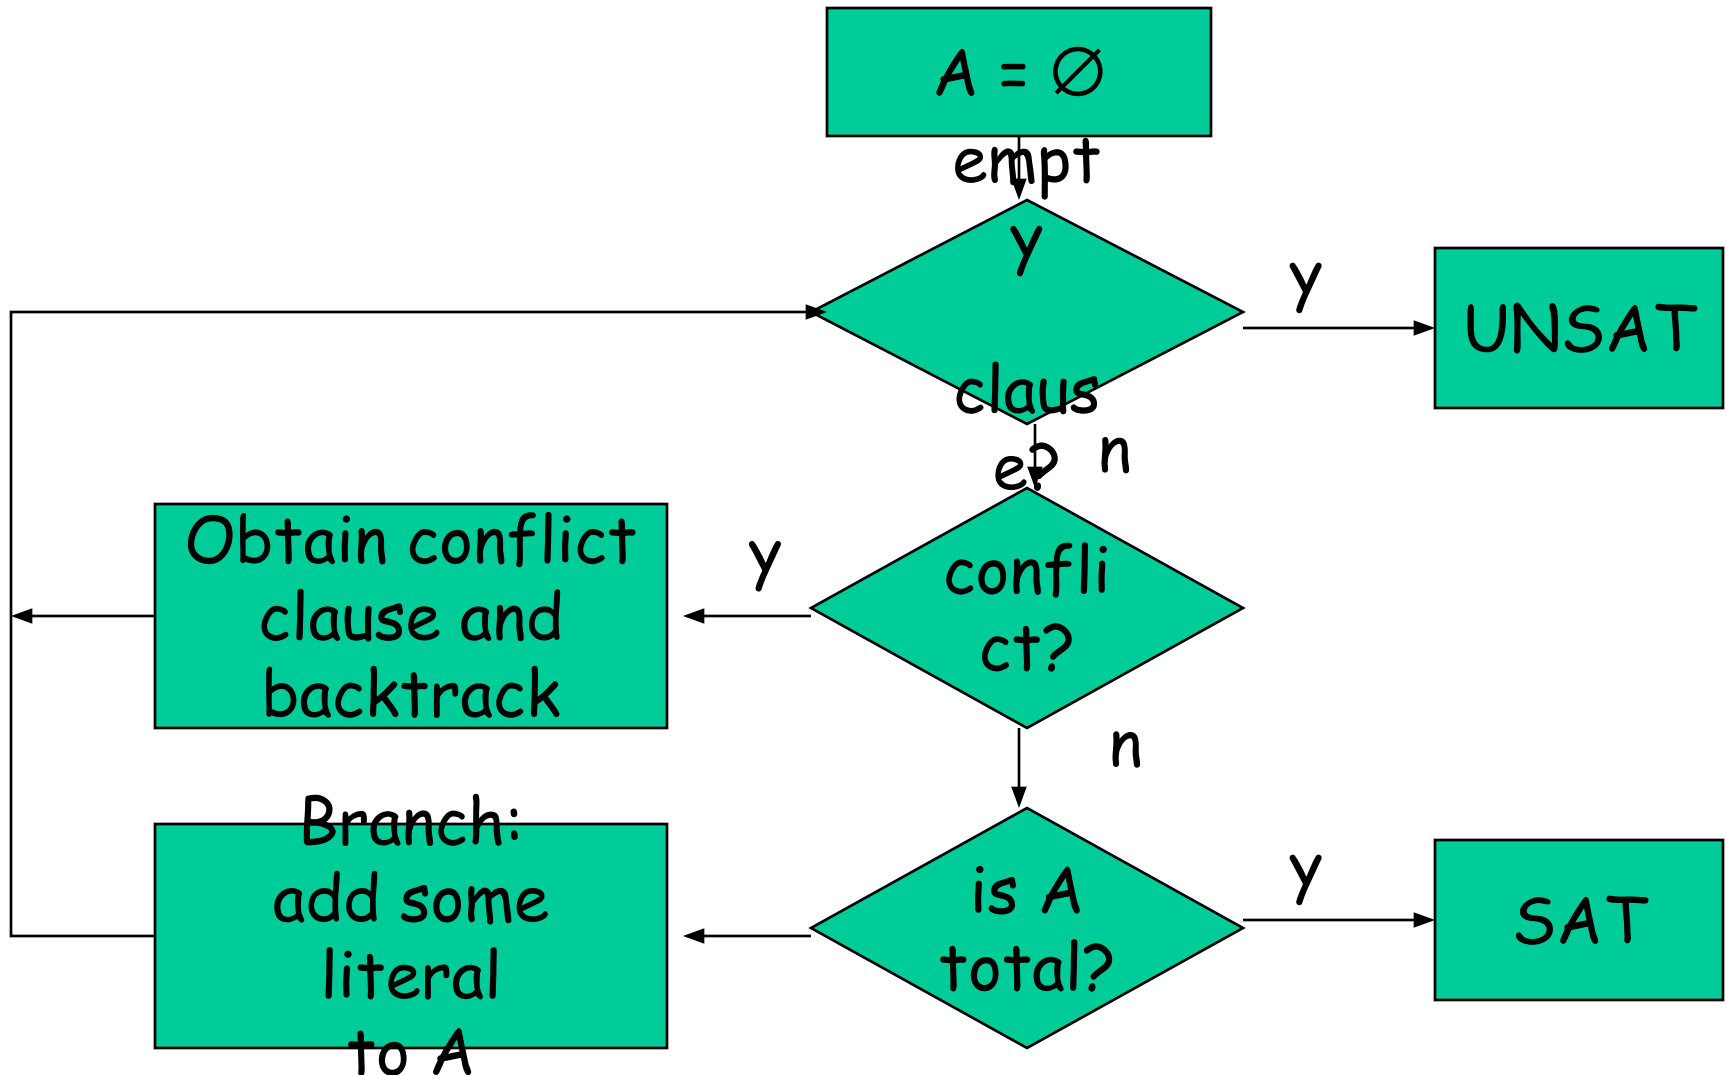 A = ∅
empt
y
claus
e?
y
UNSAT
n
Obtain conflict
clause and
backtrack
y
confli
ct?
n
Branch:
add some
literal
to A
is A
total?
y
SAT